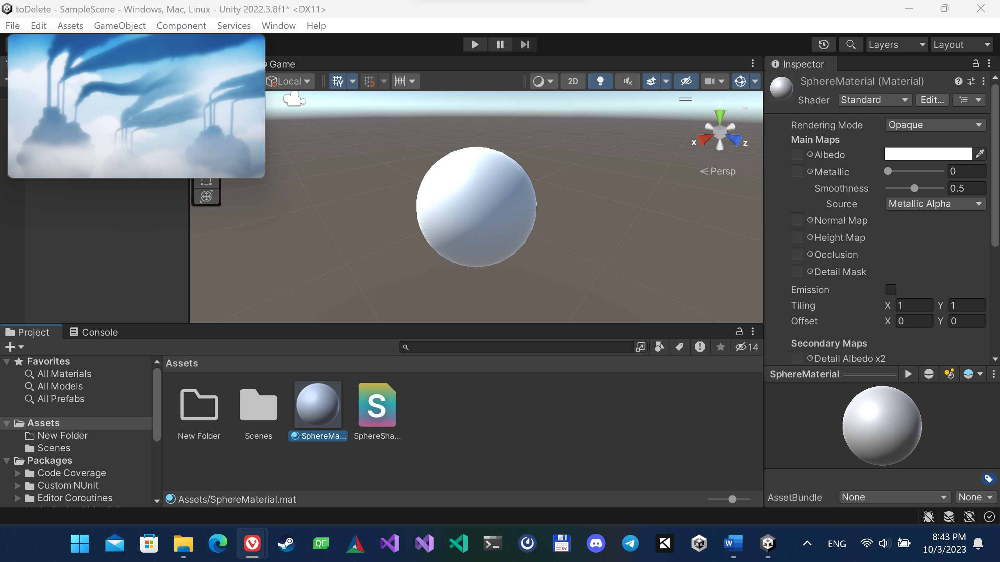 toDelete - SampleScene - Windows, Mac, Linux - Unity 2022.3.8f1* <DX11>
File Edit Assets GameObject Component Services Window Help
Layers
Layout
Game
Local
2D
y
x
z
Persp
Inspector
SphereMaterial (Material)
Shader Standard Edit...
Rendering Mode Opaque
Main Maps
Albedo
Metallic 0
Smoothness 0.5
Source Metallic Alpha
Normal Map
Height Map
Occlusion
Detail Mask
Emission
Tiling X 1 Y 1
Offset X 0 Y 0
Secondary Maps
Detail Albedo x2
SphereMaterial
AssetBundle None None
Project Console
14
Favorites
All Materials
All Models
All Prefabs
Assets
New Folder
Scenes
Packages
Code Coverage
Custom NUnit
Editor Coroutines
Assets
New Folder
Scenes
SphereMa...
S
SphereSha...
Assets/SphereMaterial.mat
QC
64
W
ENG
8:43 PM
10/3/2023